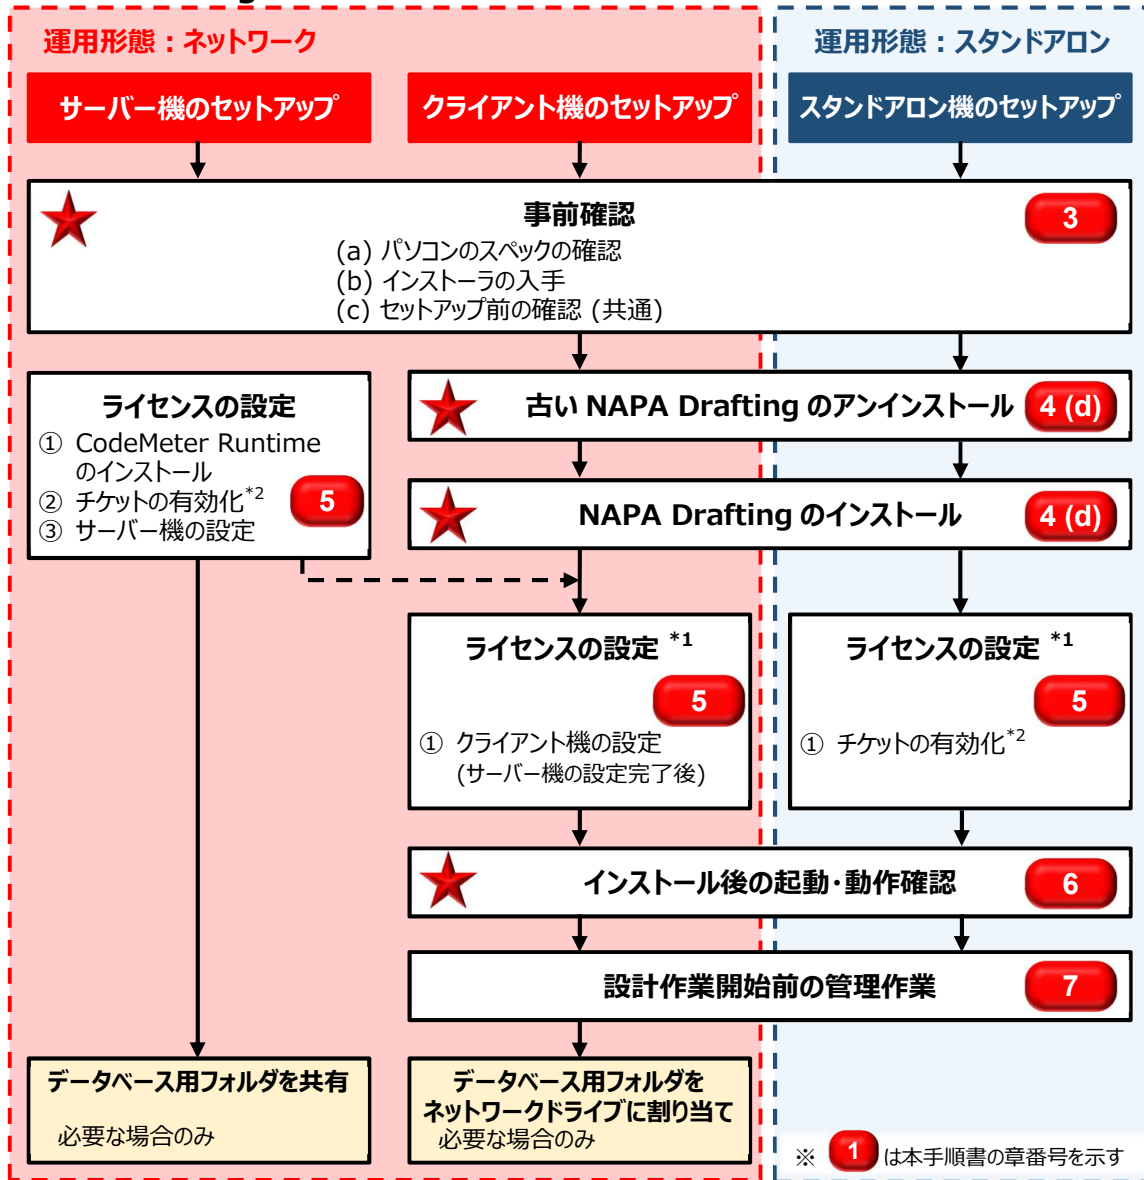 運用形態：ネットワーク
運用形態：スタンドアロン
サーバー機のセットアップ
クライアント機のセットアップ
スタンドアロン機のセットアップ
事前確認
3
(a) パソコンのスペックの確認
(b) インストーラの入手
(c) セットアップ前の確認 (共通)
古い NAPA Drafting のアンインストール
4 (d)
ライセンスの設定
① CodeMeter Runtime
のインストール
② チケットの有効化*2
③ サーバー機の設定
5
NAPA Drafting のインストール
4 (d)
ライセンスの設定 *1
5
① クライアント機の設定
(サーバー機の設定完了後)
ライセンスの設定 *1
5
① チケットの有効化*2
インストール後の起動・動作確認
6
設計作業開始前の管理作業
7
データベース用フォルダを共有
必要な場合のみ
データベース用フォルダを
ネットワークドライブに割り当て
必要な場合のみ
※ 1 は本手順書の章番号を示す